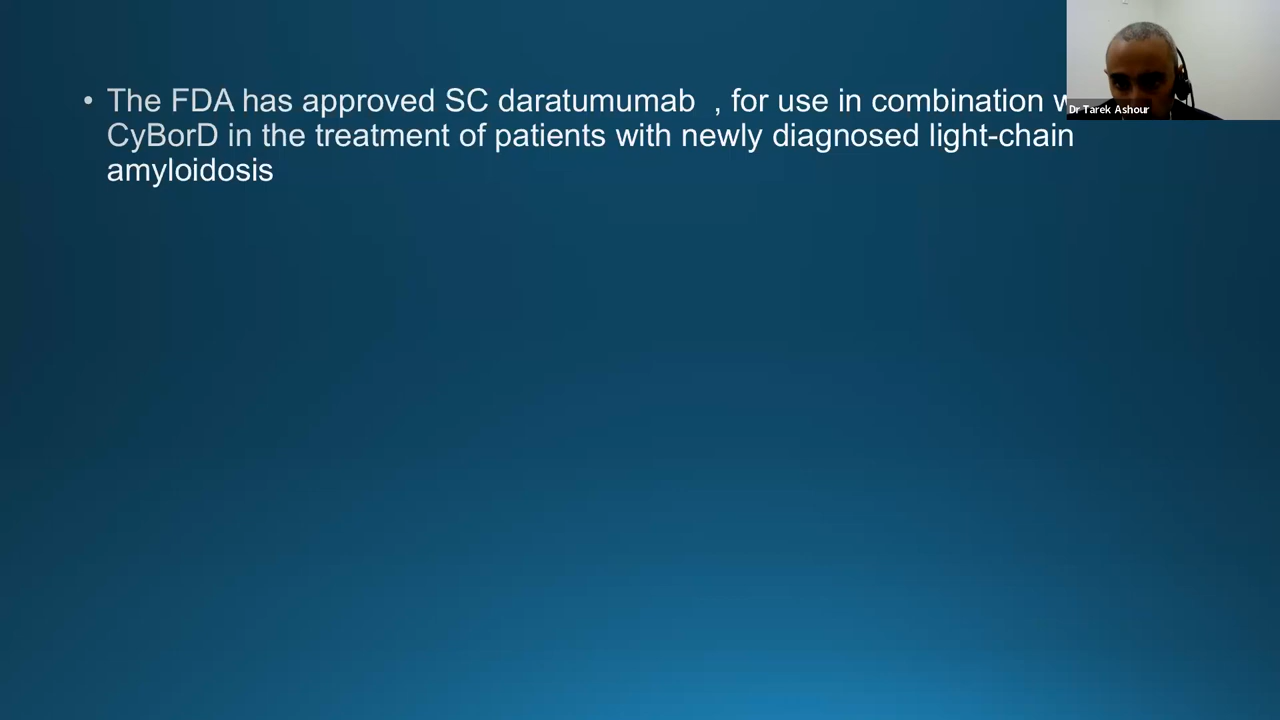 • The FDA has approved SC daratumumab , for use in combination
CyBorD in the treatment of patients with newly diagnosed light-chain
amyloidosis
Dr Tarek Ashour